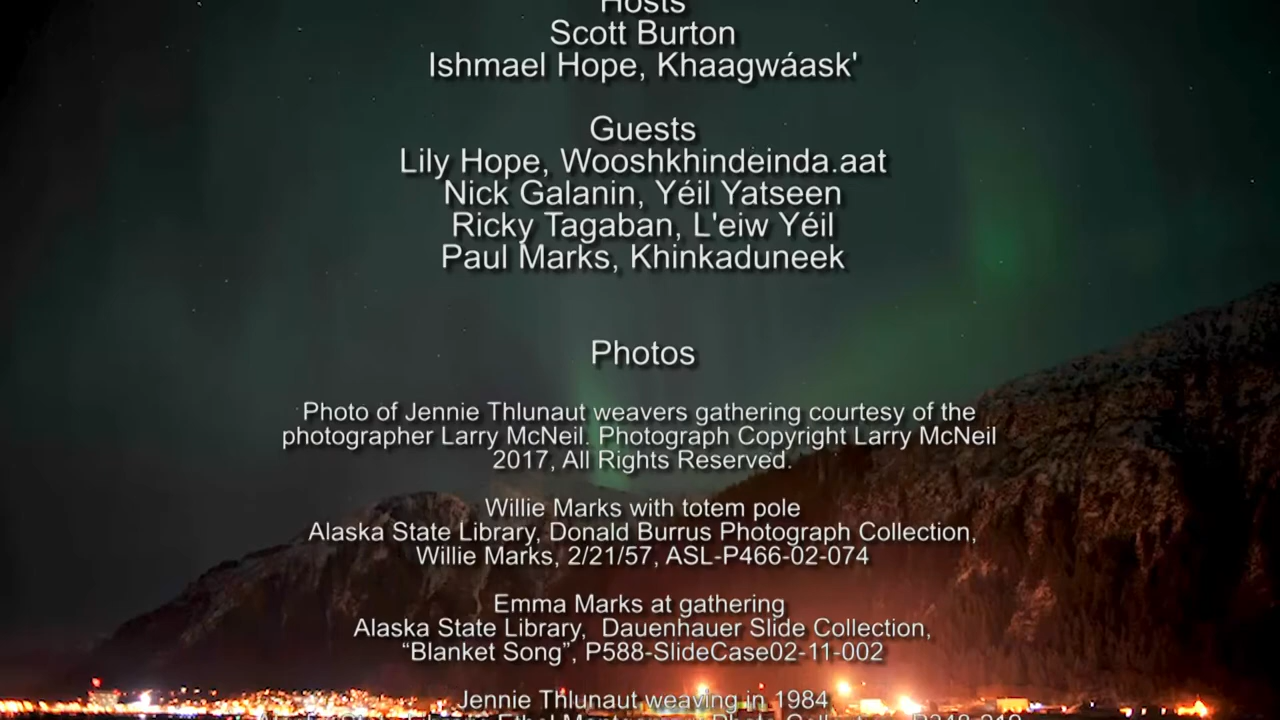 Hosts
Scott Burton
Ishmael Hope, Khaagwáask'
Guests
Lily Hope, Wooshkhindeinda.aat
Nick Galanin, Yéil Yatseen
Ricky Tagaban, L'eiw Yéil
Paul Marks, Khinkaduneek
Photos
Photo of Jennie Thlunaut weavers gathering courtesy of the
photographer Larry McNeil. Photograph Copyright Larry McNeil
2017, All Rights Reserved.
Willie Marks with totem pole
Alaska State Library, Donald Burrus Photograph Collection,
Willie Marks, 2/21/57, ASL-P466-02-074
Emma Marks at gathering
Alaska State Library, Dauenhauer Slide Collection,
“Blanket Song”, P588-SlideCase02-11-002
Jennie Thlunaut weaving in 1984